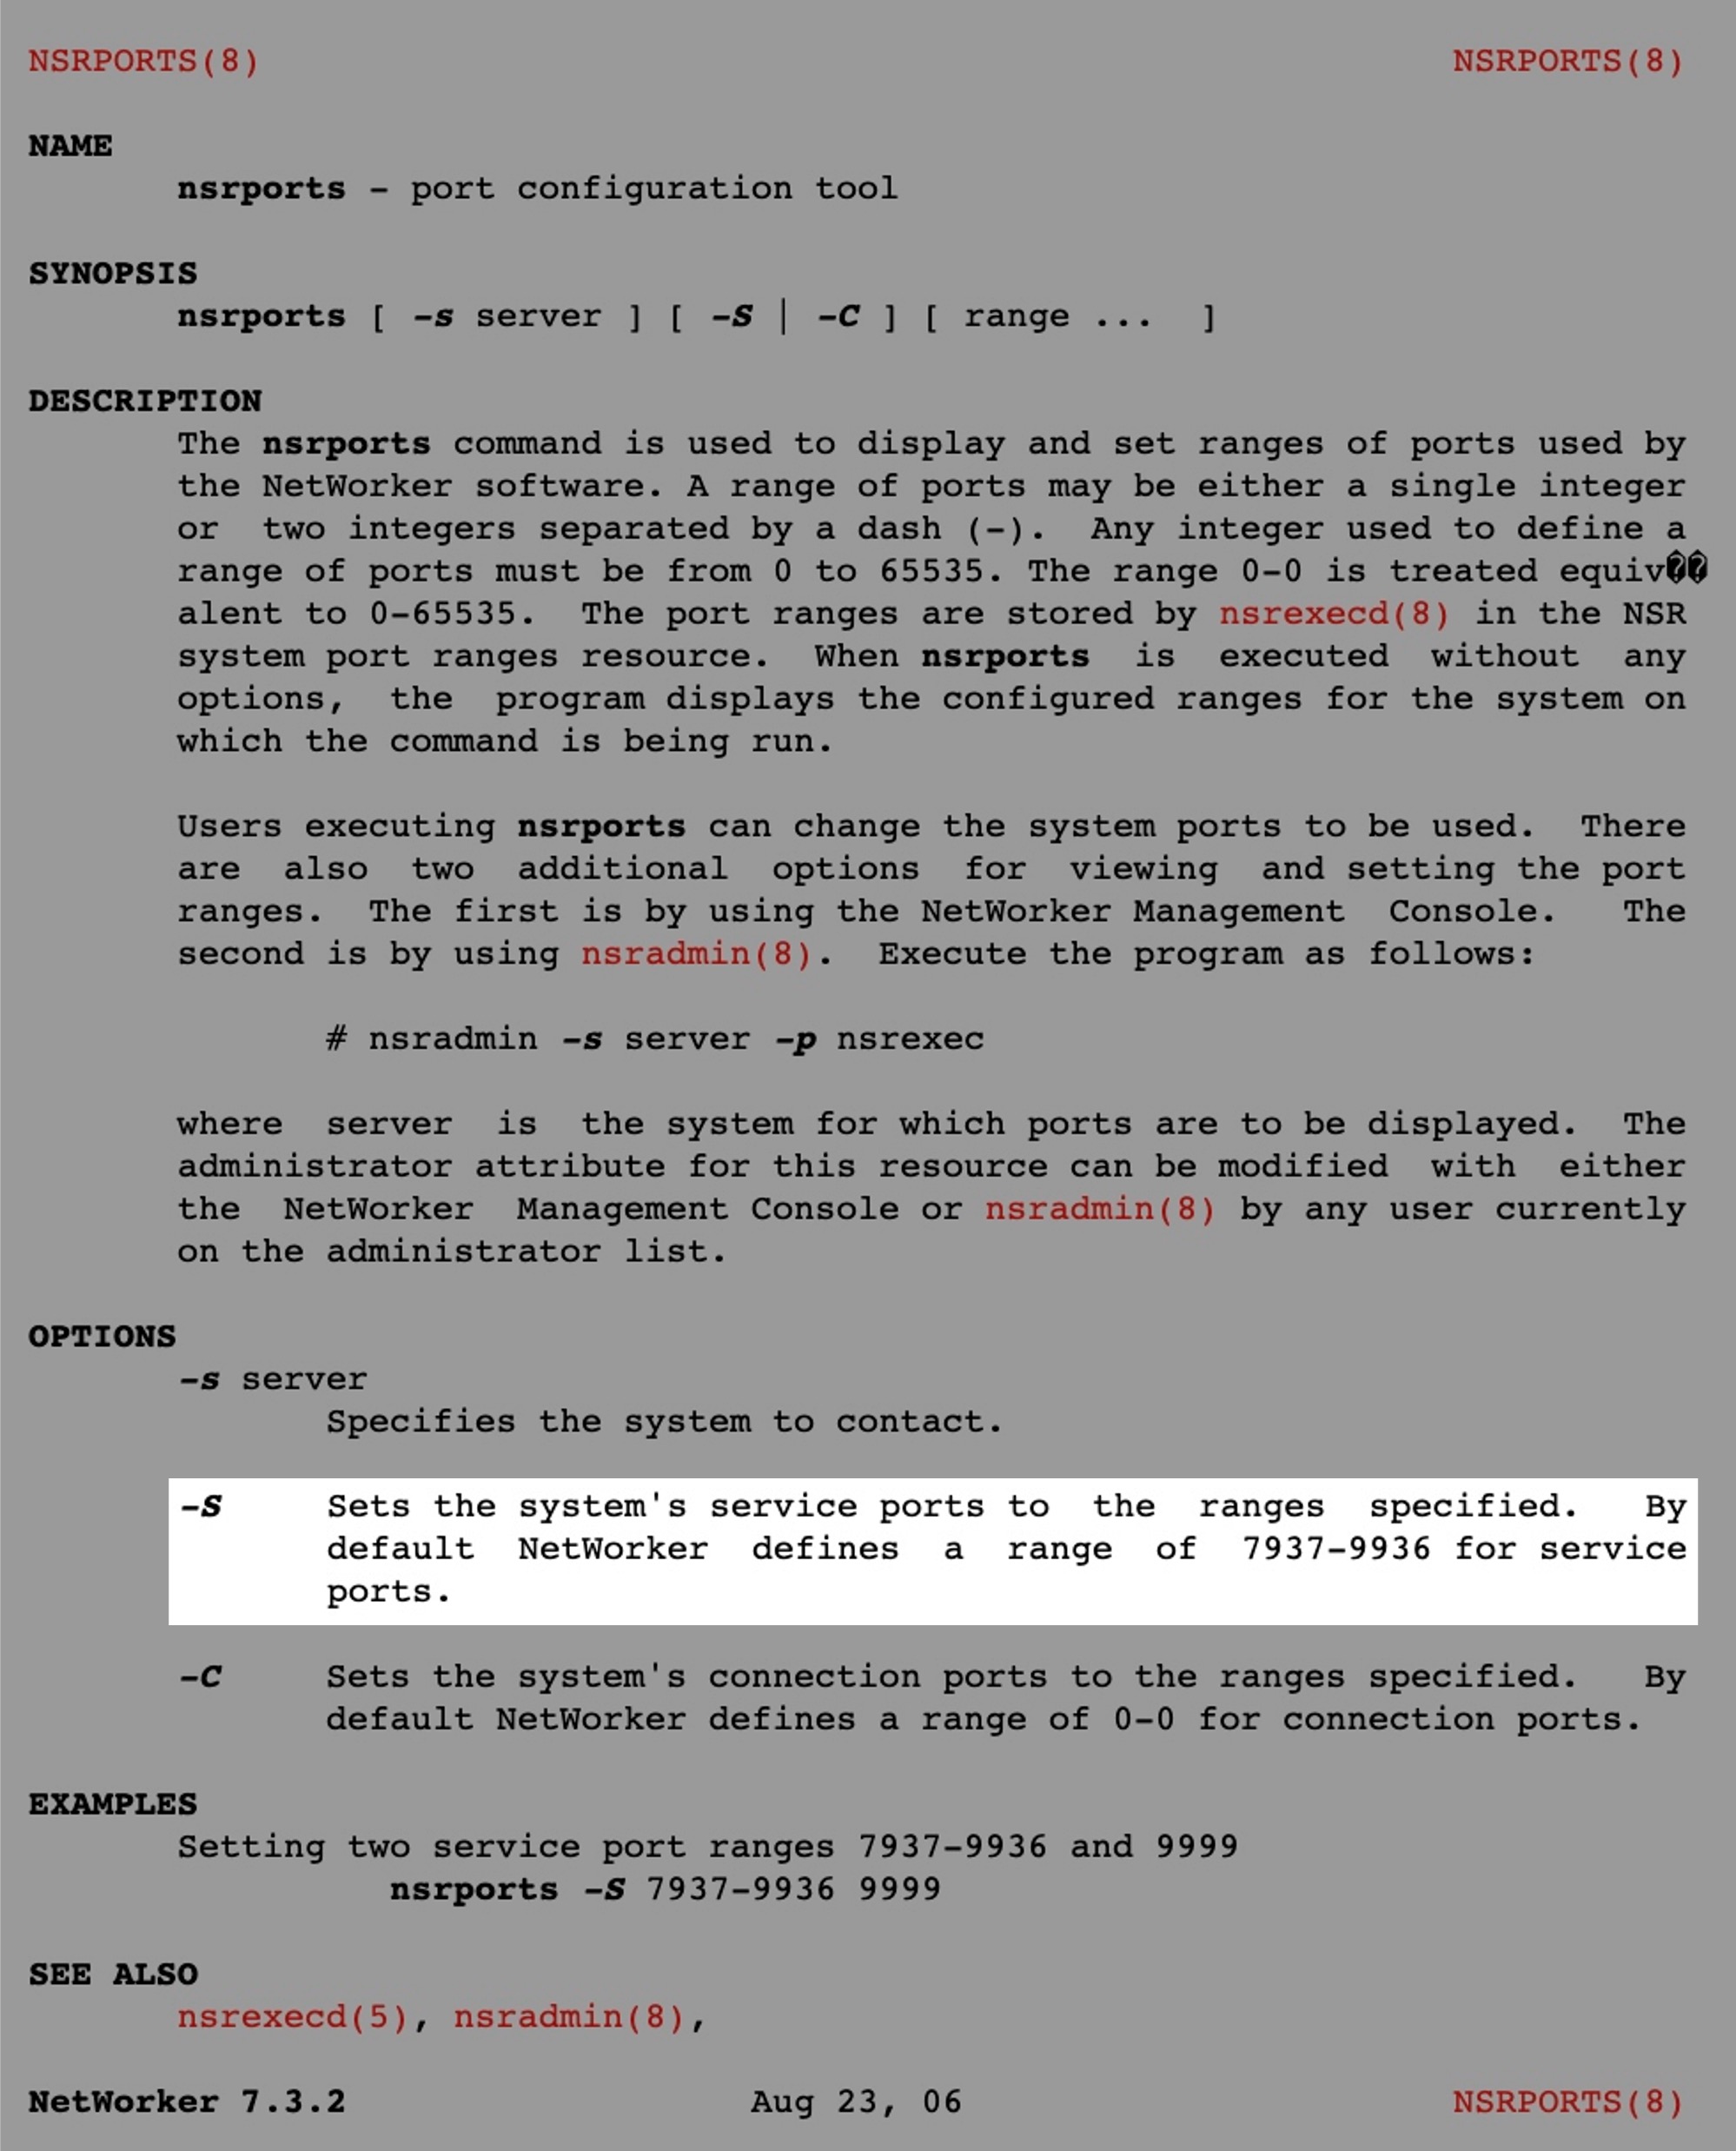 NSRPORTS(8) NSRPORTS(8)
NAME
nsrports - port configuration tool
SYNOPSIS
nsrports [ -s server ] [ -S | -C ] [ range ... ]
DESCRIPTION
The nsrports command is used to display and set ranges of ports used by
the NetWorker software. A range of ports may be either a single integer
or two integers separated by a dash (-). Any integer used to define a
range of ports must be from 0 to 65535. The range 0-0 is treated equiv��
alent to 0-65535. The port ranges are stored by nsrexecd(8) in the NSR
system port ranges resource. When nsrports is executed without any
options, the program displays the configured ranges for the system on
which the command is being run.
Users executing nsrports can change the system ports to be used. There
are also two additional options for viewing and setting the port
ranges. The first is by using the NetWorker Management Console. The
second is by using nsradmin(8). Execute the program as follows:
# nsradmin -s server -p nsrexec
where server is the system for which ports are to be displayed. The
administrator attribute for this resource can be modified with either
the NetWorker Management Console or nsradmin(8) by any user currently
on the administrator list.
OPTIONS
-s server
Specifies the system to contact.
-S Sets the system's service ports to the ranges specified. By
default NetWorker defines a range of 7937-9936 for service
ports.
-C Sets the system's connection ports to the ranges specified. By
default NetWorker defines a range of 0-0 for connection ports.
EXAMPLES
Setting two service port ranges 7937-9936 and 9999
nsrports -S 7937-9936 9999
SEE ALSO
nsrexecd(5), nsradmin(8),
NetWorker 7.3.2 Aug 23, 06 NSRPORTS(8)